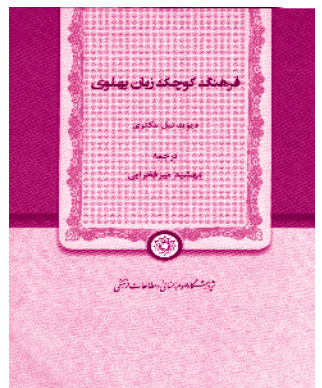 فرهنگ کوچک زبان پهلوی
دیوید نیل مکنزی
ترجمه
مهشید میرفخرایی
پژوهشگاه علوم انسانی و مطالعات فرهنگی